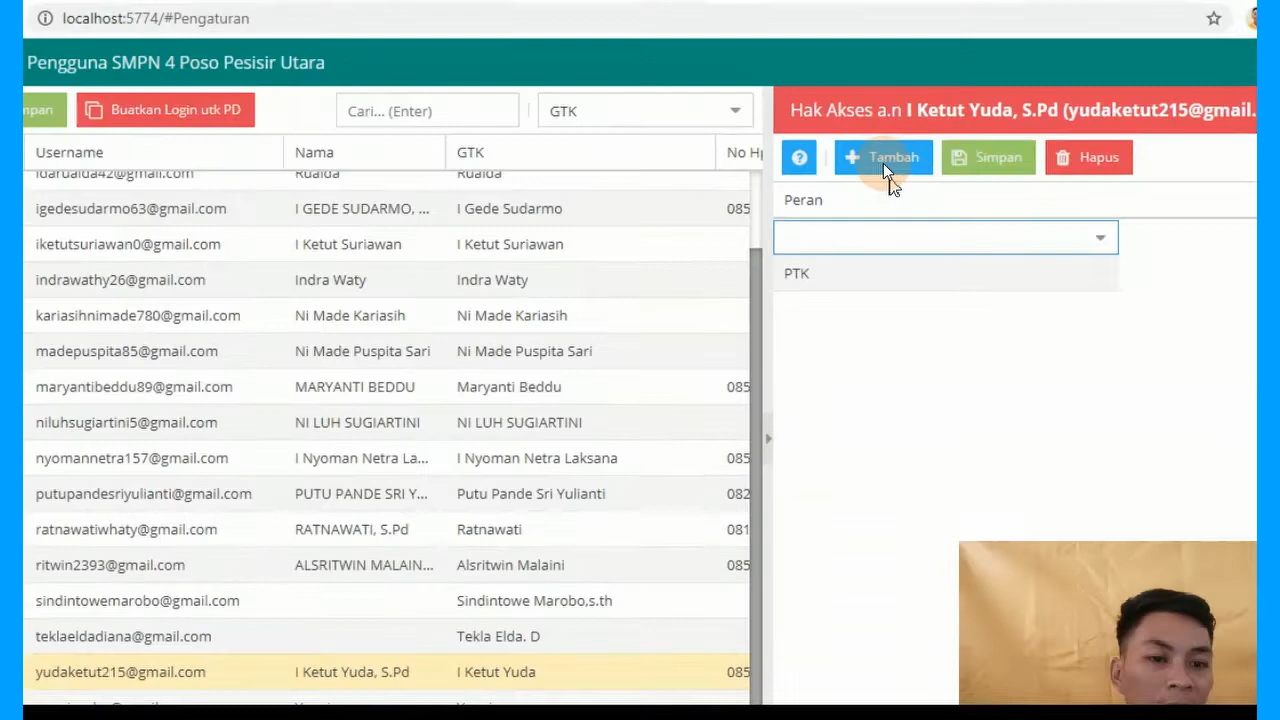 localhost:5774/#Pengaturan
Pengguna SMPN 4 Poso Pesisir Utara
mpan Buatkan Login utk PD Cari... (Enter) GTK
Hak Akses a.n I Ketut Yuda, S.Pd (yudaketut215@gmail.
? Tambah Simpan Hapus
Peran
PTK
Username Nama GTK No Hp
idarualda42@gmail.com Rualda Rualda
igedesudarmo63@gmail.com I GEDE SUDARMO, ... I Gede Sudarmo 085
iketutsuriawan0@gmail.com I Ketut Suriawan I Ketut Suriawan
indrawathy26@gmail.com Indra Waty Indra Waty
kariasihnimade780@gmail.com Ni Made Kariasih Ni Made Kariasih
madepuspita85@gmail.com Ni Made Puspita Sari Ni Made Puspita Sari
maryantibeddu89@gmail.com MARYANTI BEDDU Maryanti Beddu 085
niluhsugiartini5@gmail.com NI LUH SUGIARTINI NI LUH SUGIARTINI
nyomannetra157@gmail.com I Nyoman Netra La... I Nyoman Netra Laksana 085
putupandesriyulianti@gmail.com PUTU PANDE SRI Y... Putu Pande Sri Yulianti 082
ratnawatiwhaty@gmail.com RATNAWATI, S.Pd Ratnawati 081
ritwin2393@gmail.com ALSRITWIN MALAIN... Alsritwin Malaini 085
sindintowemarobo@gmail.com Sindintowe Marobo,s.th
teklaeldadiana@gmail.com Tekla Elda. D
yudaketut215@gmail.com I Ketut Yuda, S.Pd I Ketut Yuda 085